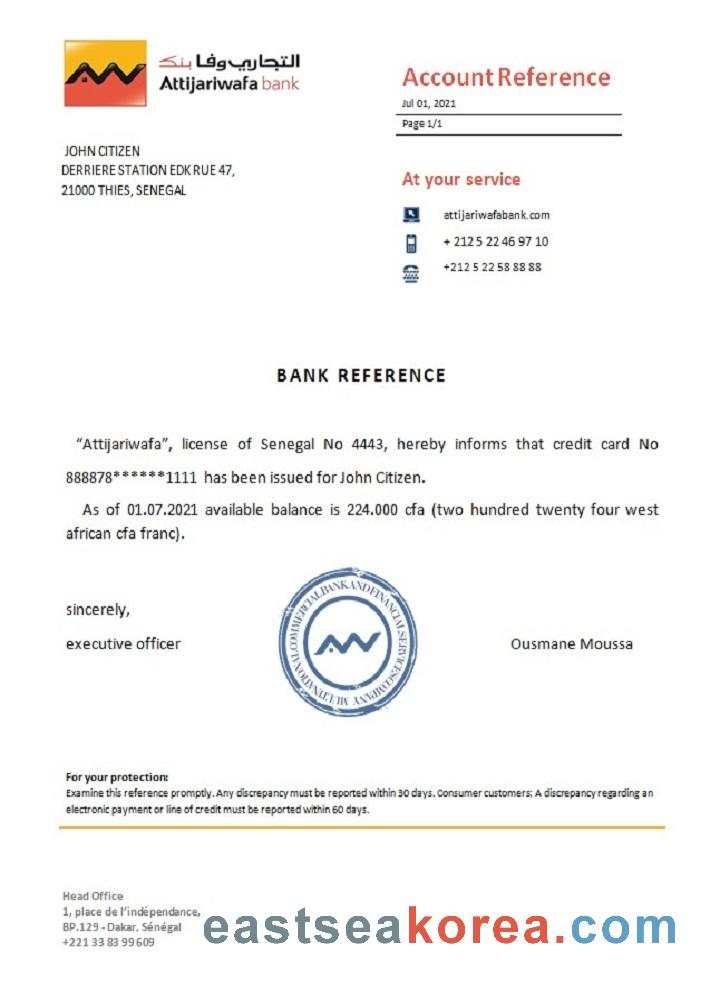 التجاري وفا بنك
Attijariwafa bank
Account Reference
Jul 01, 2021
Page 1/1
JOHN CITIZEN
DERRIERE STATION EDK RUE 47,
21000 THIES, SENEGAL
At your service
attijariwafabank.com
+ 212 5 22 46 97 10
+212 5 22 58 88 88
BANK REFERENCE
“Attijariwafa”, license of Senegal No 4443, hereby informs that credit card No
888878******1111 has been issued for John Citizen.
As of 01.07.2021 available balance is 224.000 cfa (two hundred twenty four west
african cfa franc).
sincerely,
executive officer
Ousmane Moussa
For your protection:
Examine this reference promptly. Any discrepancy must be reported within 30 days. Consumer customers: A discrepancy regarding an
electronic payment or line of credit must be reported within 60 days.
Head Office
1, place de l'indépendance,
BP.129 - Dakar, Sénégal
+221 33 83 99 609
eastseakorea.com